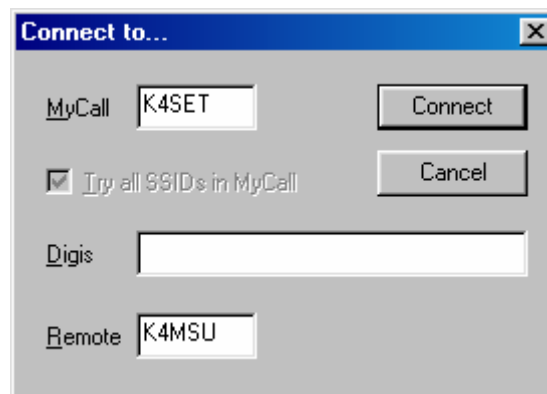 Connect to...
MyCall K4SET Connect
Try all SSIDs in MyCall Cancel
Digis
Remote K4MSU